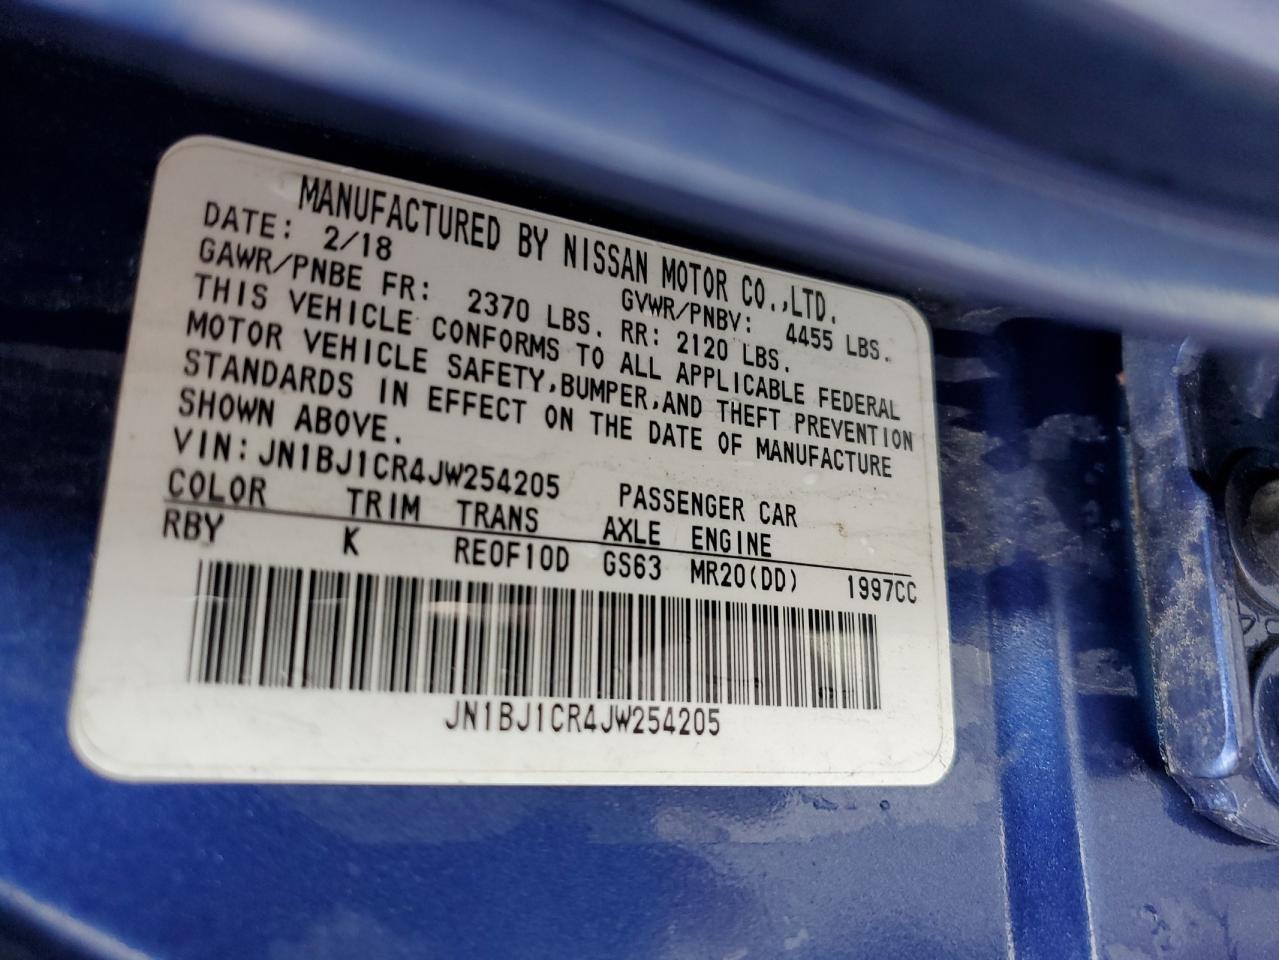 MANUFACTURED BY NISSAN MOTOR CO.,LTD.
DATE: 2/18 GVWR/PNBV: 4455 LBS.
GAWR/PNBE FR: 2370 LBS. RR: 2120 LBS.
THIS VEHICLE CONFORMS TO ALL APPLICABLE FEDERAL
MOTOR VEHICLE SAFETY,BUMPER,AND THEFT PREVENTION
STANDARDS IN EFFECT ON THE DATE OF MANUFACTURE
SHOWN ABOVE.
VIN:JN1BJ1CR4JW254205 PASSENGER CAR
COLOR TRIM TRANS AXLE ENGINE
RBY K RE0F10D GS63 MR20(DD) 1997CC
JN1BJ1CR4JW254205